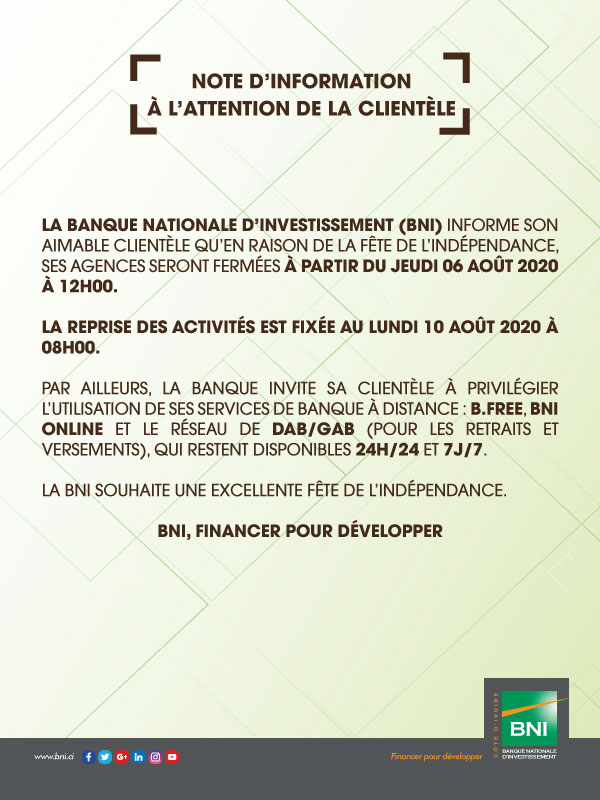 NOTE D'INFORMATION
À L'ATTENTION DE LA CLIENTÈLE
LA BANQUE NATIONALE D'INVESTISSEMENT (BNI) INFORME SON
AIMABLE CLIENTÈLE QU'EN RAISON DE LA FÊTE DE L'INDÉPENDANCE,
SES AGENCES SERONT FERMÉES À PARTIR DU JEUDI 06 AOÛT 2020
À 12H00.
LA REPRISE DES ACTIVITÉS EST FIXÉE AU LUNDI 10 AOÛT 2020 À
08H00.
PAR AILLEURS, LA BANQUE INVITE SA CLIENTÈLE À PRIVILÉGIER
L'UTILISATION DE SES SERVICES DE BANQUE À DISTANCE : B.FREE, BNI
ONLINE ET LE RÉSEAU DE DAB/GAB (POUR LES RETRAITS ET
VERSEMENTS), QUI RESTENT DISPONIBLES 24H/24 ET 7J/7.
LA BNI SOUHAITE UNE EXCELLENTE FÊTE DE L'INDÉPENDANCE.
BNI, FINANCER POUR DÉVELOPPER
www.bni.ci
Financer pour développer
CÔTE D'IVOIRE
BNI
BANQUE NATIONALE
D'INVESTISSEMENT